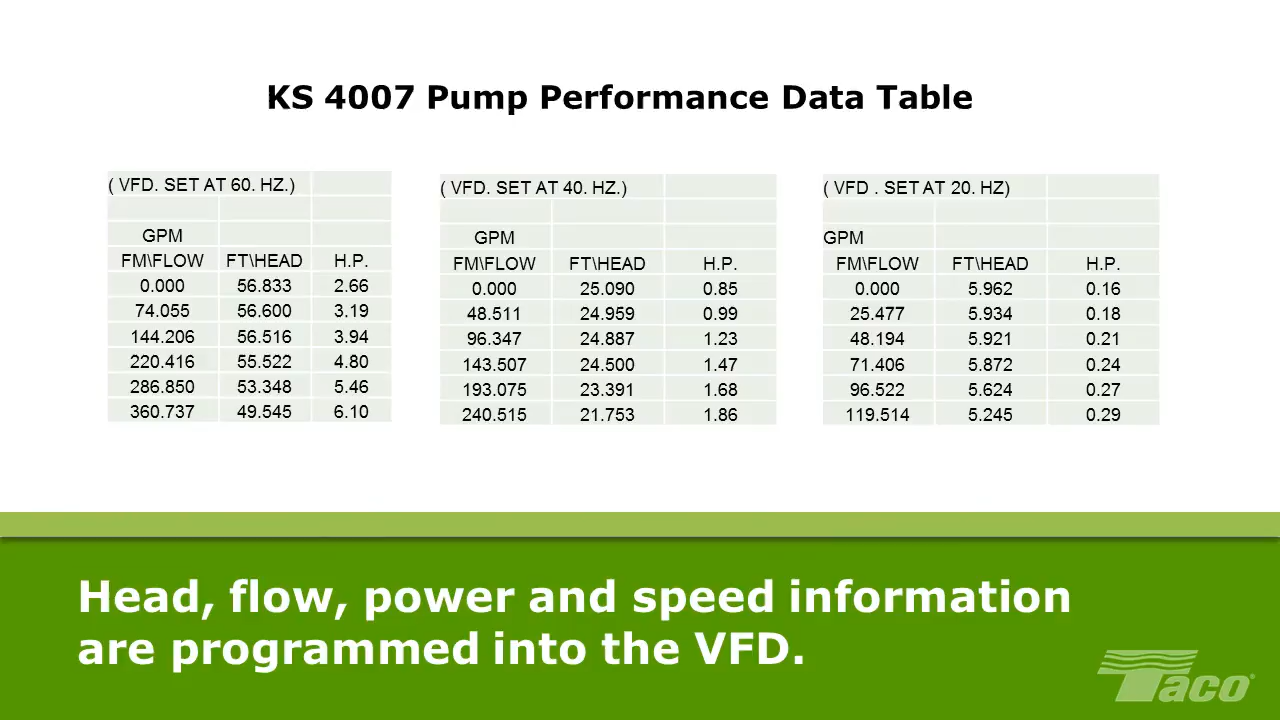 KS 4007 Pump Performance Data Table
( VFD. SET AT 60. HZ.)
GPM
FM\FLOW FT\HEAD H.P.
0.000 56.833 2.66
74.055 56.600 3.19
144.206 56.516 3.94
220.416 55.522 4.80
286.850 53.348 5.46
360.737 49.545 6.10
( VFD. SET AT 40. HZ.)
GPM
FM\FLOW FT\HEAD H.P.
0.000 25.090 0.85
48.511 24.959 0.99
96.347 24.887 1.23
143.507 24.500 1.47
193.075 23.391 1.68
240.515 21.753 1.86
( VFD . SET AT 20. HZ)
GPM
FM\FLOW FT\HEAD H.P.
0.000 5.962 0.16
25.477 5.934 0.18
48.194 5.921 0.21
71.406 5.872 0.24
96.522 5.624 0.27
119.514 5.245 0.29
Head, flow, power and speed information
are programmed into the VFD.
Taco®